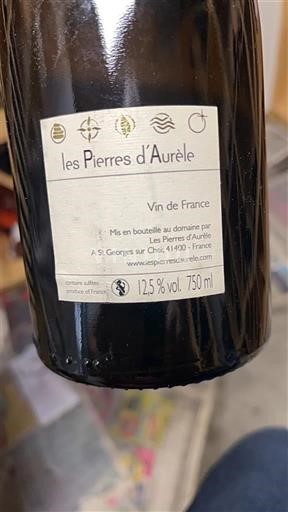 les Pierres d'Aurèle
Vin de France
Mis en bouteille au domaine par
Les Pierres d'Aurèle
A St Georges sur Cher, 41400 - France
www.lespierresdaurele.com
contains sulfites
produce of France
12,5 % vol. 750 ml